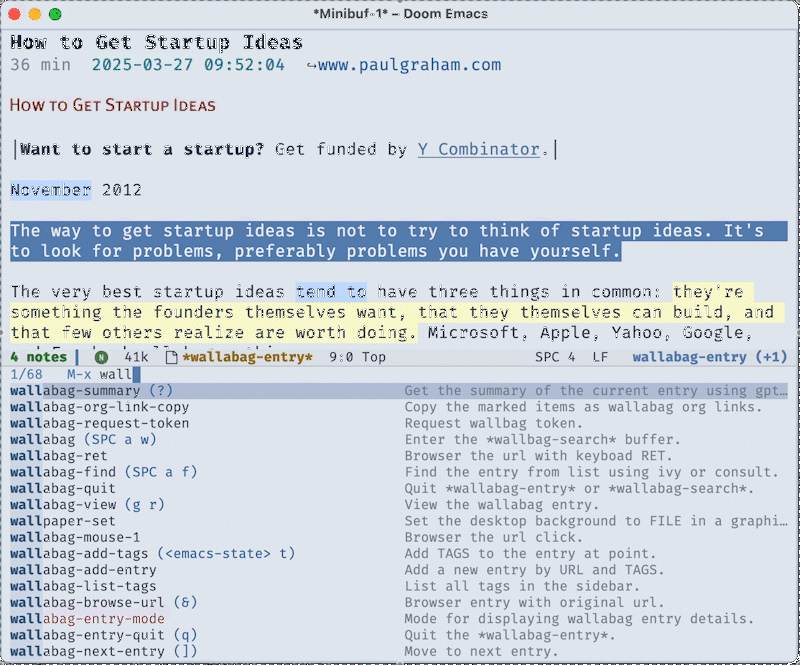 *Minibuf-1* – Doom Emacs
How to Get Startup Ideas
36 min 2025-03-27 09:52:04 ↪www.paulgraham.com
How to Get Startup Ideas
Want to start a startup? Get funded by Y Combinator.
November 2012
The way to get startup ideas is not to try to think of startup ideas. It's
to look for problems, preferably problems you have yourself.
The very best startup ideas tend to have three things in common: they're
something the founders themselves want, that they themselves can build, and
that few others realize are worth doing. Microsoft, Apple, Yahoo, Google,
4 notes N 41k *wallabag-entry* 9:0 Top SPC 4 LF wallabag-entry (+1)
1/68 M-x wall
wallabag-summary (?) Get the summary of the current entry using gpt…
wallabag-org-link-copy Copy the marked items as wallabag org links.
wallabag-request-token Request wallbag token.
wallabag (SPC a w) Enter the *wallbag-search* buffer.
wallabag-ret Browser the url with keyboad RET.
wallabag-find (SPC a f) Find the entry from list using ivy or consult.
wallabag-quit Quit *wallabag-entry* or *wallabag-search*.
wallabag-view (g r) View the wallabag entry.
wallpaper-set Set the desktop background to FILE in a graphi…
wallabag-mouse-1 Browser the url click.
wallabag-add-tags (<emacs-state> t) Add TAGS to the entry at point.
wallabag-add-entry Add a new entry by URL and TAGS.
wallabag-list-tags List all tags in the sidebar.
wallabag-browse-url (&) Browser entry with original url.
wallabag-entry-mode Mode for displaying wallabag entry details.
wallabag-entry-quit (q) Quit the *wallabag-entry*.
wallabag-next-entry (]) Move to next entry.